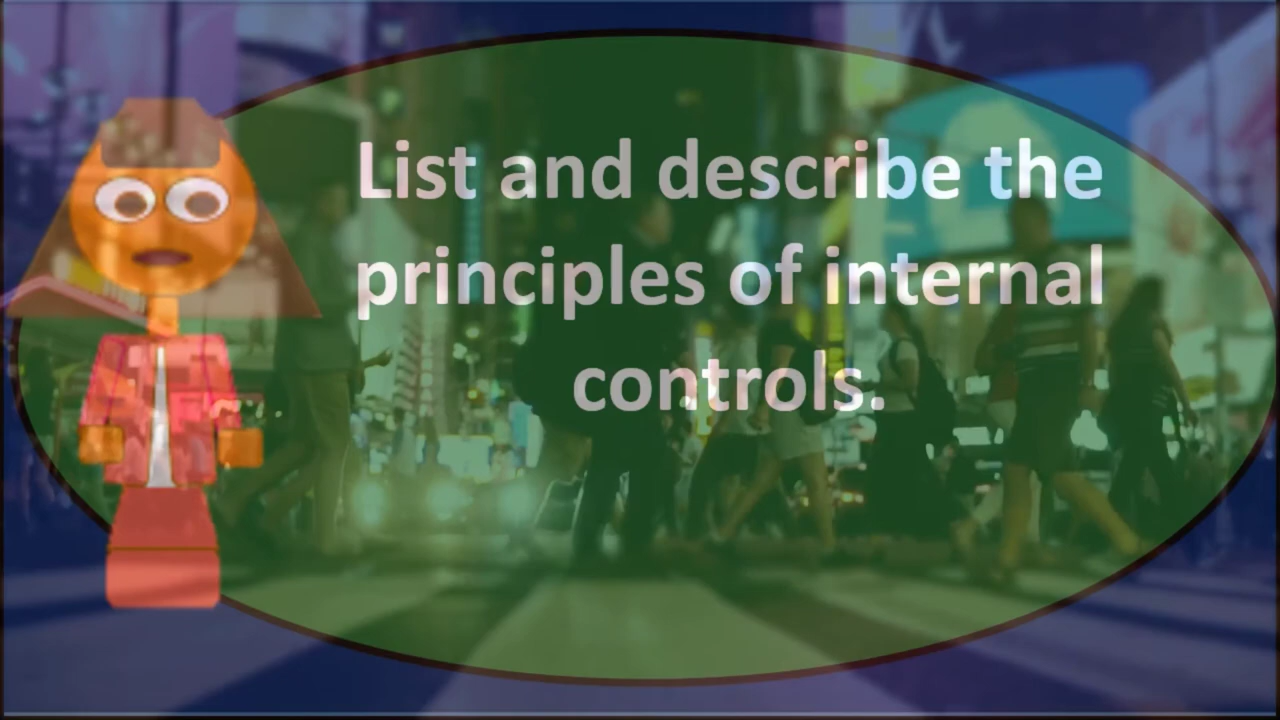 List and describe the
principles of internal
controls.